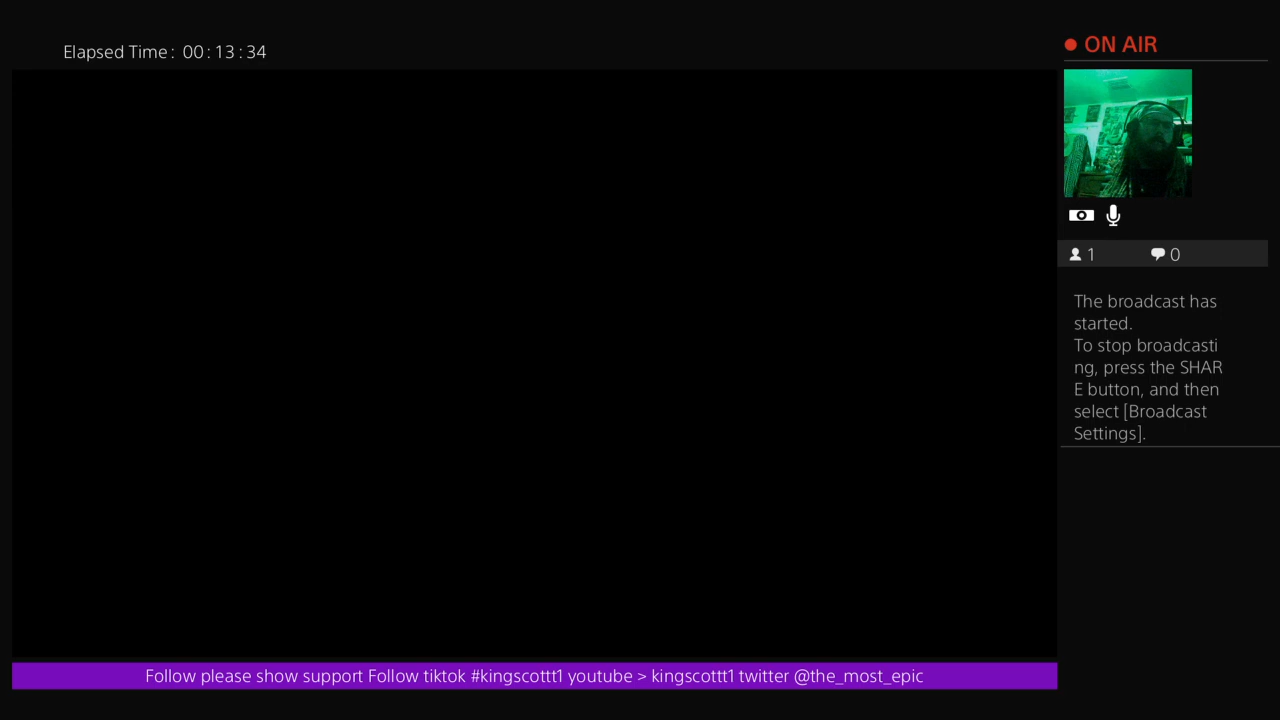 Elapsed Time: 00:13:34
ON AIR
1 0
The broadcast has
started.
To stop broadcasti
ng, press the SHAR
E button, and then
select [Broadcast
Settings].
Follow please show support Follow tiktok #kingscottt1 youtube > kingscottt1 twitter @the_most_epic